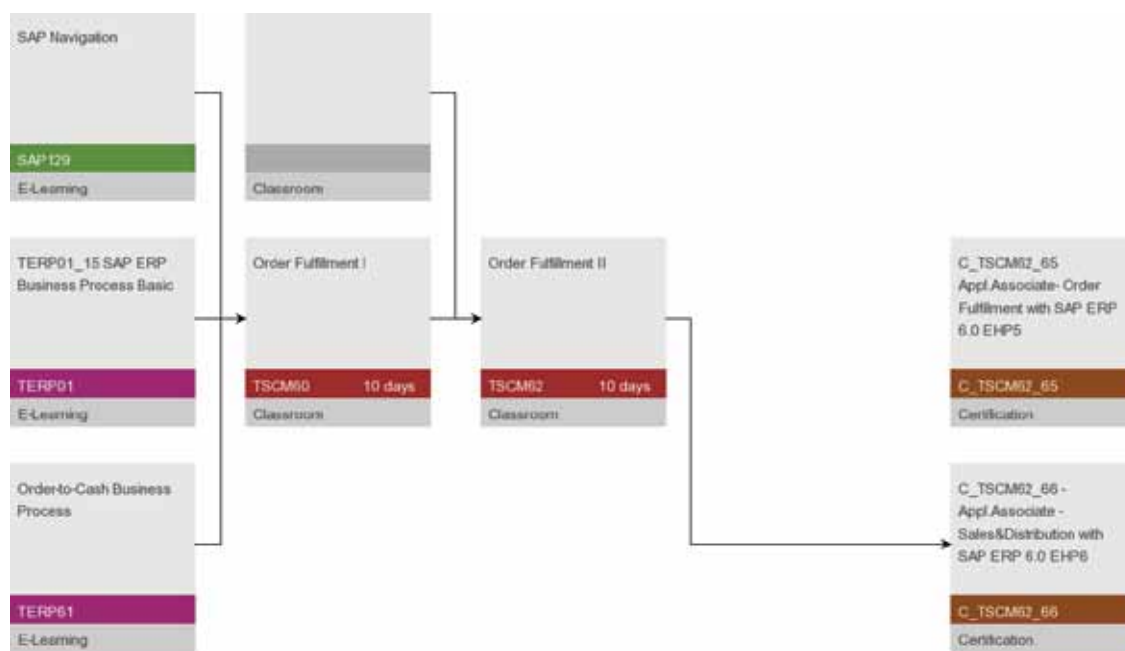 SAP Navigation
SAP129
E-Learning
Classroom
TERP01_15 SAP ERP
Business Process Basic
TERP01
E-Learning
Order Fulfilment I
TSCM60 10 days
Classroom
Order Fulfilment II
TSCM62 10 days
Classroom
C_TSCM62_65
Appl.Associate- Order
Fulfillment with SAP ERP
6.0 EHP5
C_TSCM62_65
Certification
Order-to-Cash Business
Process
TERP61
E-Learning
C_TSCM62_66 -
Appl.Associate -
Sales&Distribution with
SAP ERP 6.0 EHP6
C_TSCM62_66
Certification